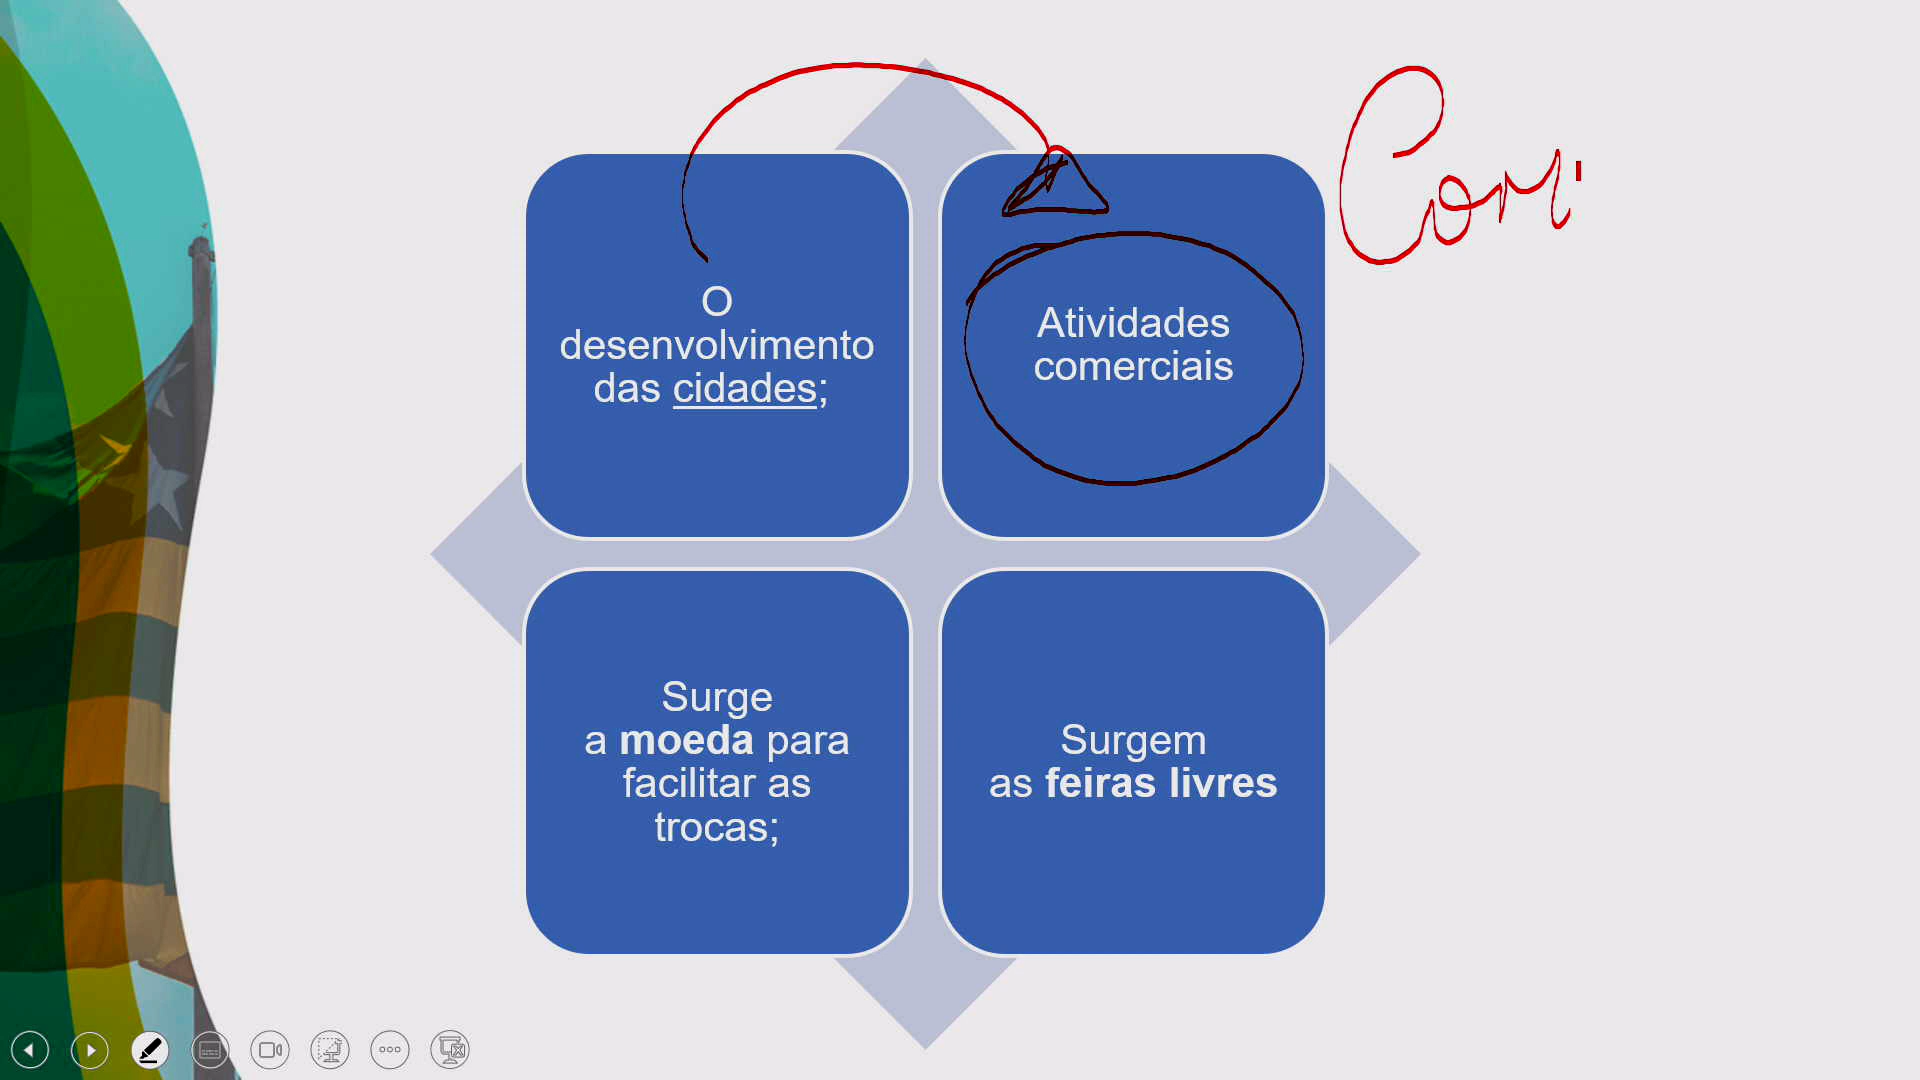 O
desenvolvimento
das cidades;
Atividades
comerciais
Com
Surge
a moeda para
facilitar as
trocas;
Surgem
as feiras livres